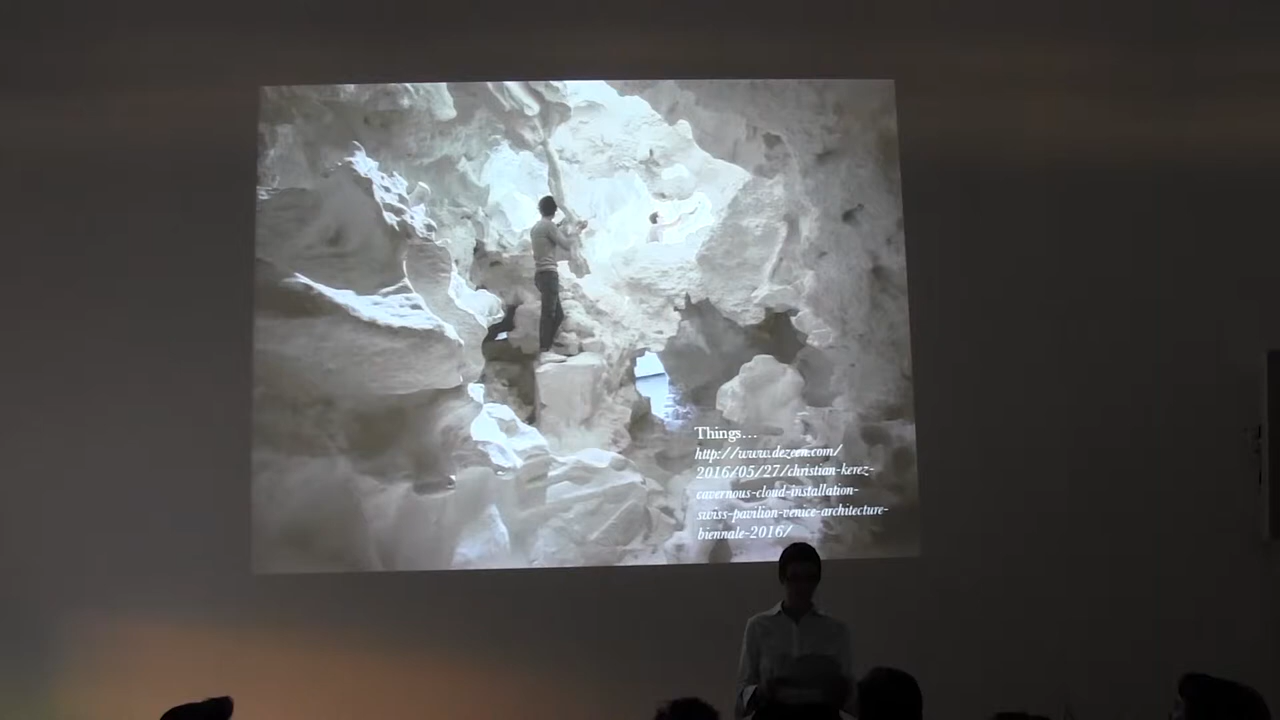 Things...
http://www.dezeen.com/
2016/05/27/christian-kerez-
cavernous-cloud-installation-
swiss-pavilion-venice-architecture-
biennale-2016/